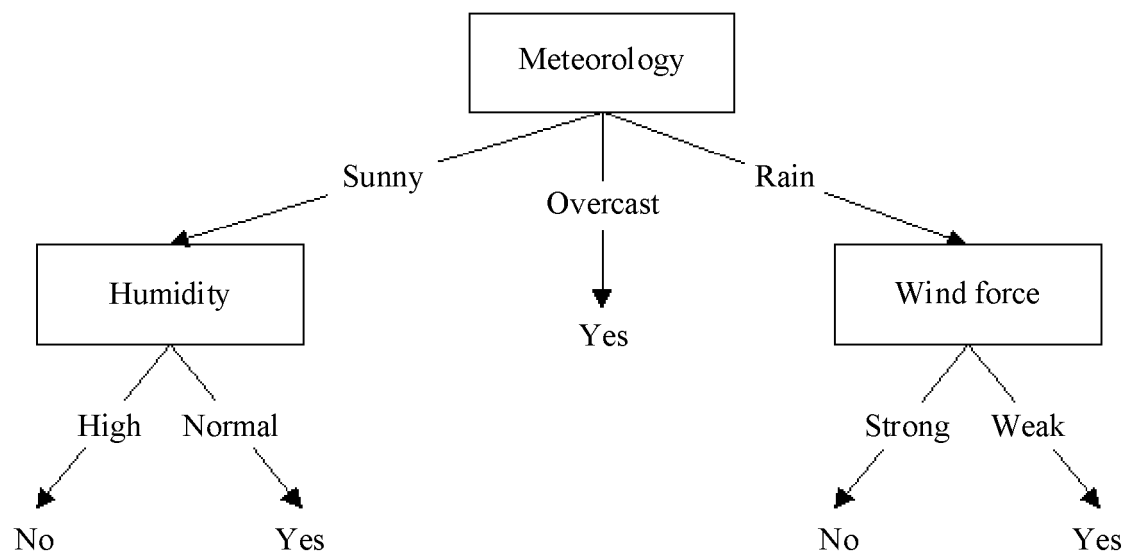 Meteorology
Sunny
Overcast
Rain
Humidity
Wind force
Yes
High
Normal
Strong
Weak
No
Yes
No
Yes